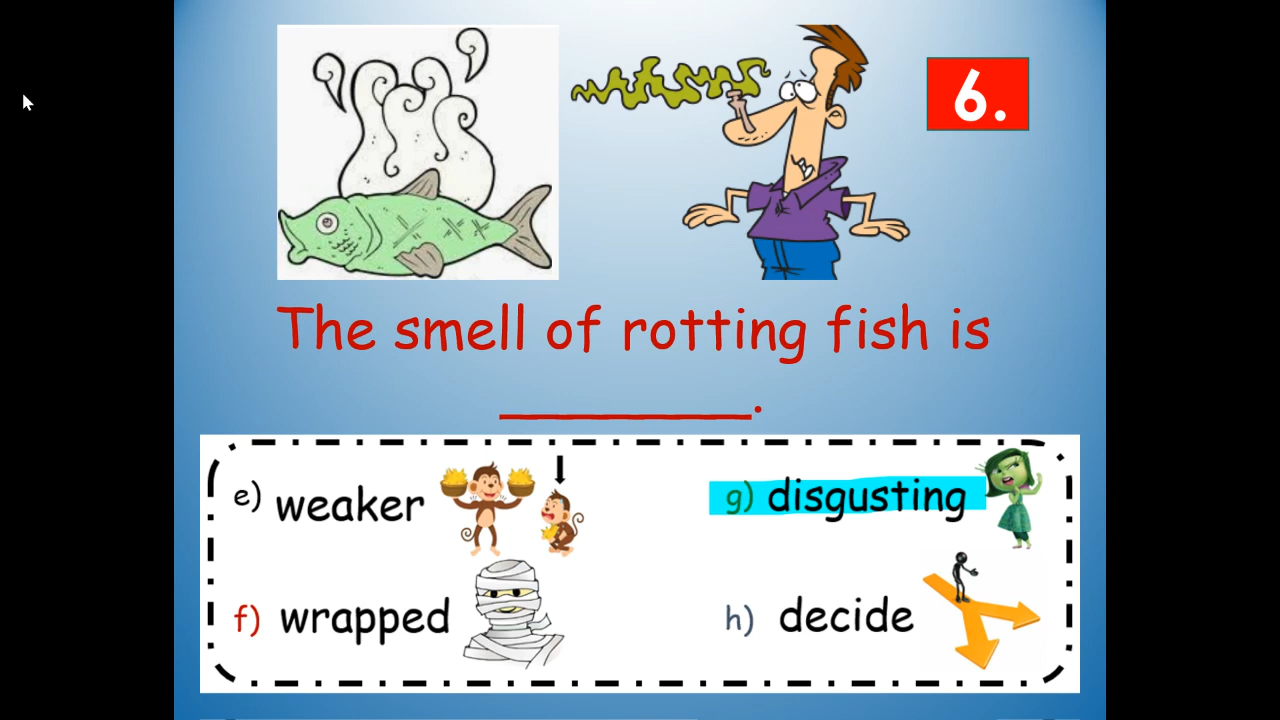 6.
The smell of rotting fish is
_________.
e) weaker
g) disgusting
f) wrapped
h) decide